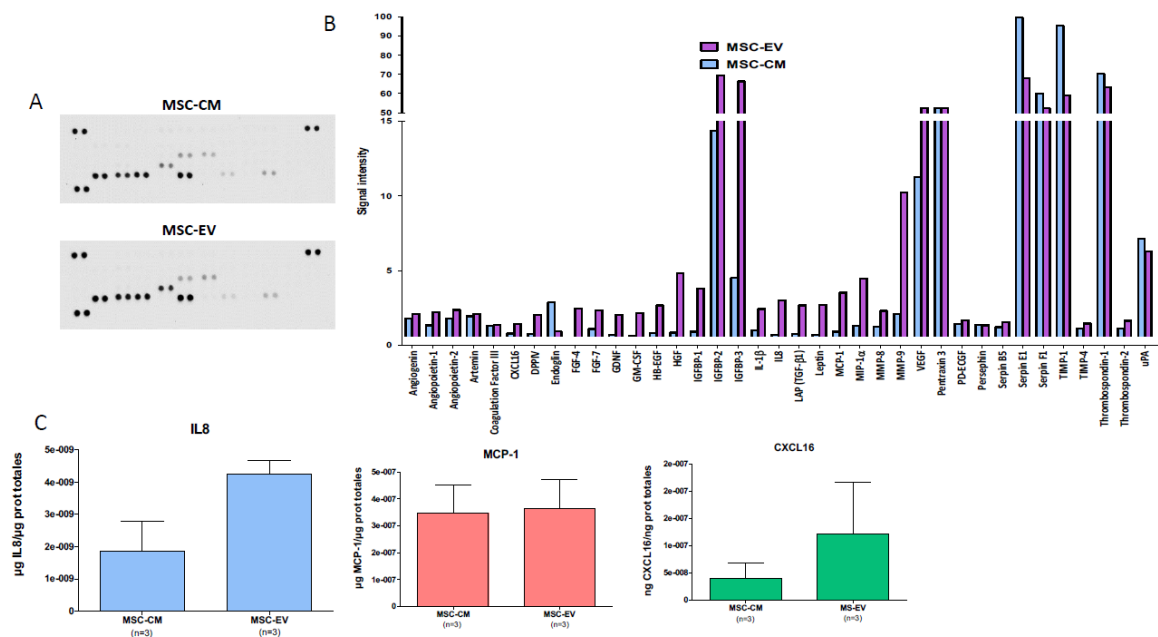 A
MSC-CM
MSC-EV
B
MSC-EV
MSC-CM
Signal intensity
100
90
80
70
60
50
15
10
5
0
Angiogenin
Angiopoietin-1
Angiopoietin-2
Artemin
Coagulation Factor III
CXCL16
DPPIV
Endoglin
FGF-4
FGF-7
GDNF
GM-CSF
HB-EGF
HGF
IGFBP-1
IGFBP-2
IGFBP-3
IL-1β
IL8
LAP (TGF-β1)
Leptin
MCP-1
MIP-1α
MMP-8
MMP-9
VEGF
Pentraxin 3
PD-ECGF
Persephin
Serpin B5
Serpin E1
Serpin F1
TIMP-1
TIMP-4
Thrombospondin-1
Thrombospondin-2
uPA
C
IL8
µg IL8/µg prot totales
5e-009
4e-009
3e-009
2e-009
1e-009
0
MSC-CM
(n=3)
MSC-EV
(n=3)
MCP-1
µg MCP-1/µg prot totales
5e-007
4e-007
3e-007
2e-007
1e-007
0
MSC-CM
(n=3)
MSC-EV
(n=3)
CXCL16
ng CXCL16/ng prot totales
2e-007
2e-007
1e-007
5e-008
0
MSC-CM
(n=3)
MS-EV
(n=3)